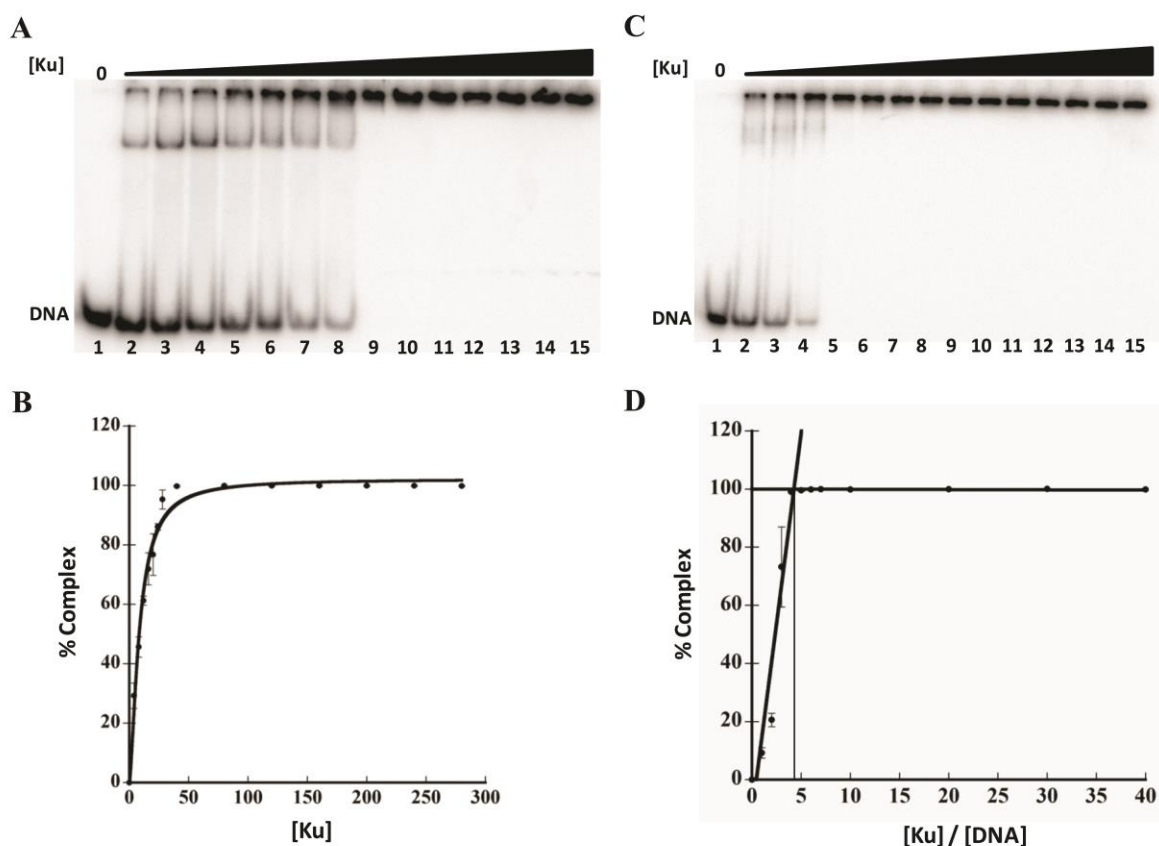 A
[Ku] 0
DNA
1 2 3 4 5 6 7 8 9 10 11 12 13 14 15
C
[Ku] 0
DNA
1 2 3 4 5 6 7 8 9 10 11 12 13 14 15
B
120
100
80
60
40
20
0
% Complex
0 50 100 150 200 250 300
[Ku]
D
120
100
80
60
40
20
0
% Complex
0 5 10 15 20 25 30 35 40
[Ku] / [DNA]